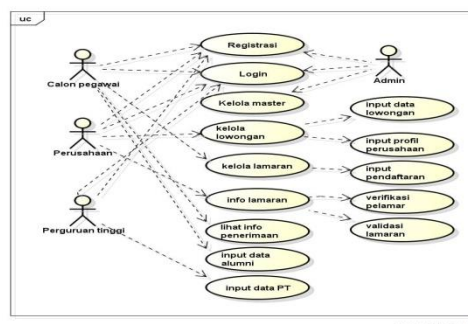 uc
Registrasi
Login
Calon pegawai
Admin
Kelola master
input data
lowongan
kelola
lowongan
Perusahaan
input profil
perusahaan
kelola lamaran
input
pendaftaran
info lamaran
verifikasi
pelamar
Perguruan tinggi
lihat info
penerimaan
validasi
lamaran
input data
alumni
input data PT